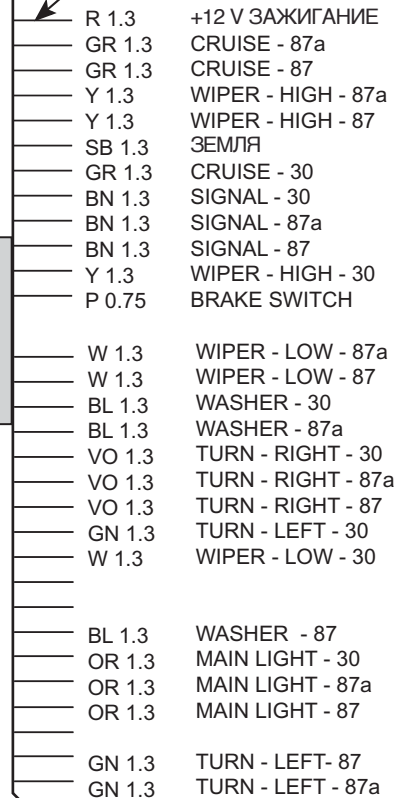 R 1.3 +12 V ЗАЖИГАНИЕ
GR 1.3 CRUISE - 87a
GR 1.3 CRUISE - 87
Y 1.3 WIPER - HIGH - 87a
Y 1.3 WIPER - HIGH - 87
SB 1.3 ЗЕМЛЯ
GR 1.3 CRUISE - 30
BN 1.3 SIGNAL - 30
BN 1.3 SIGNAL - 87a
BN 1.3 SIGNAL - 87
Y 1.3 WIPER - HIGH - 30
P 0.75 BRAKE SWITCH
W 1.3 WIPER - LOW - 87a
W 1.3 WIPER - LOW - 87
BL 1.3 WASHER - 30
BL 1.3 WASHER - 87a
VO 1.3 TURN - RIGHT - 30
VO 1.3 TURN - RIGHT - 87a
VO 1.3 TURN - RIGHT - 87
GN 1.3 TURN - LEFT - 30
W 1.3 WIPER - LOW - 30
BL 1.3 WASHER - 87
OR 1.3 MAIN LIGHT - 30
OR 1.3 MAIN LIGHT - 87a
OR 1.3 MAIN LIGHT - 87
GN 1.3 TURN - LEFT- 87
GN 1.3 TURN - LEFT - 87a